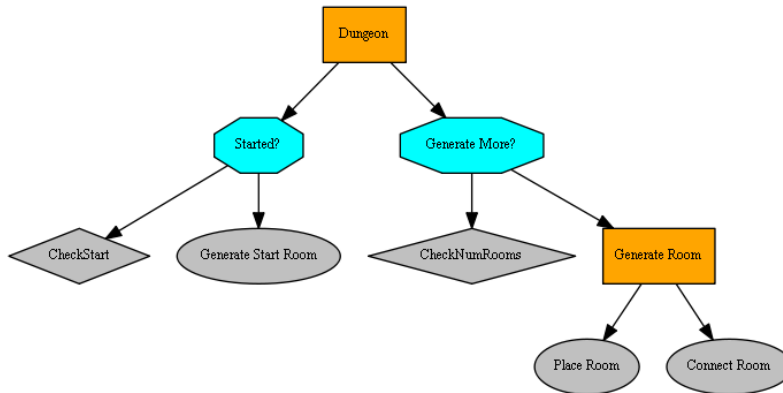 Dungeon
Started?
Generate More?
CheckStart
Generate Start Room
CheckNumRooms
Generate Room
Place Room
Connect Room